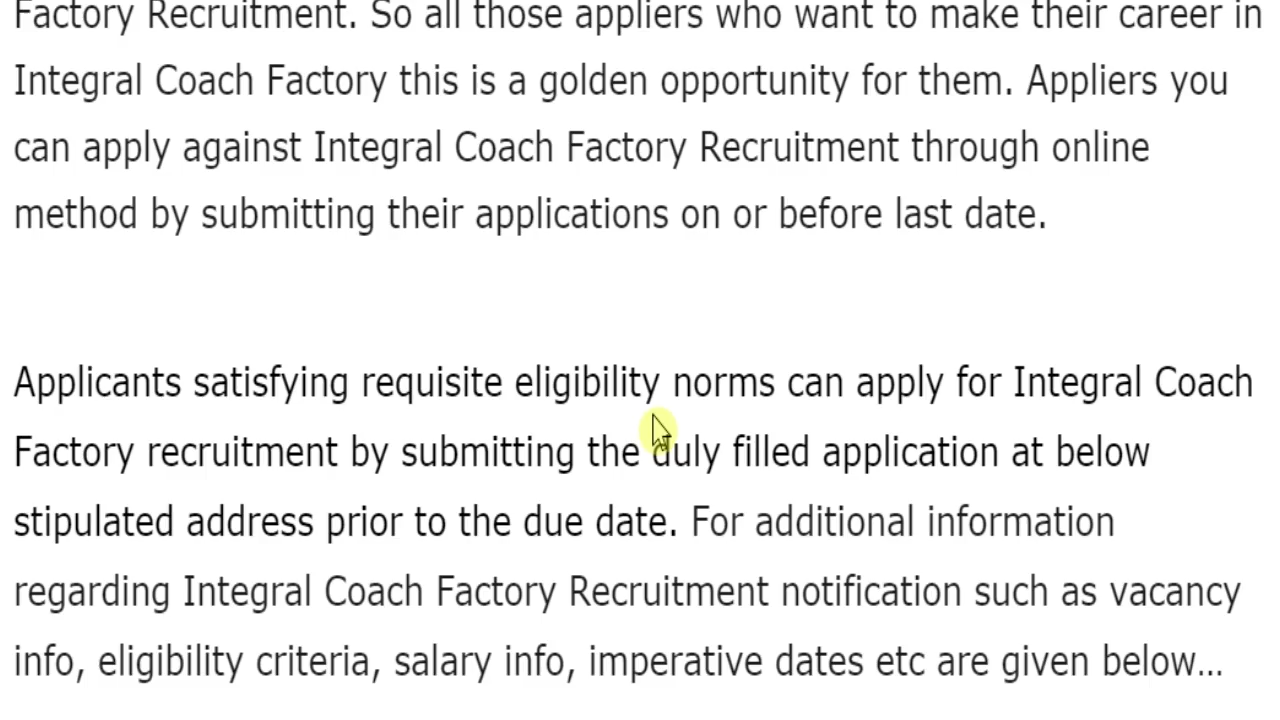 Factory Recruitment. So all those appliers who want to make their career in
Integral Coach Factory this is a golden opportunity for them. Appliers you
can apply against Integral Coach Factory Recruitment through online
method by submitting their applications on or before last date.
Applicants satisfying requisite eligibility norms can apply for Integral Coach
Factory recruitment by submitting the duly filled application at below
stipulated address prior to the due date. For additional information
regarding Integral Coach Factory Recruitment notification such as vacancy
info, eligibility criteria, salary info, imperative dates etc are given below...